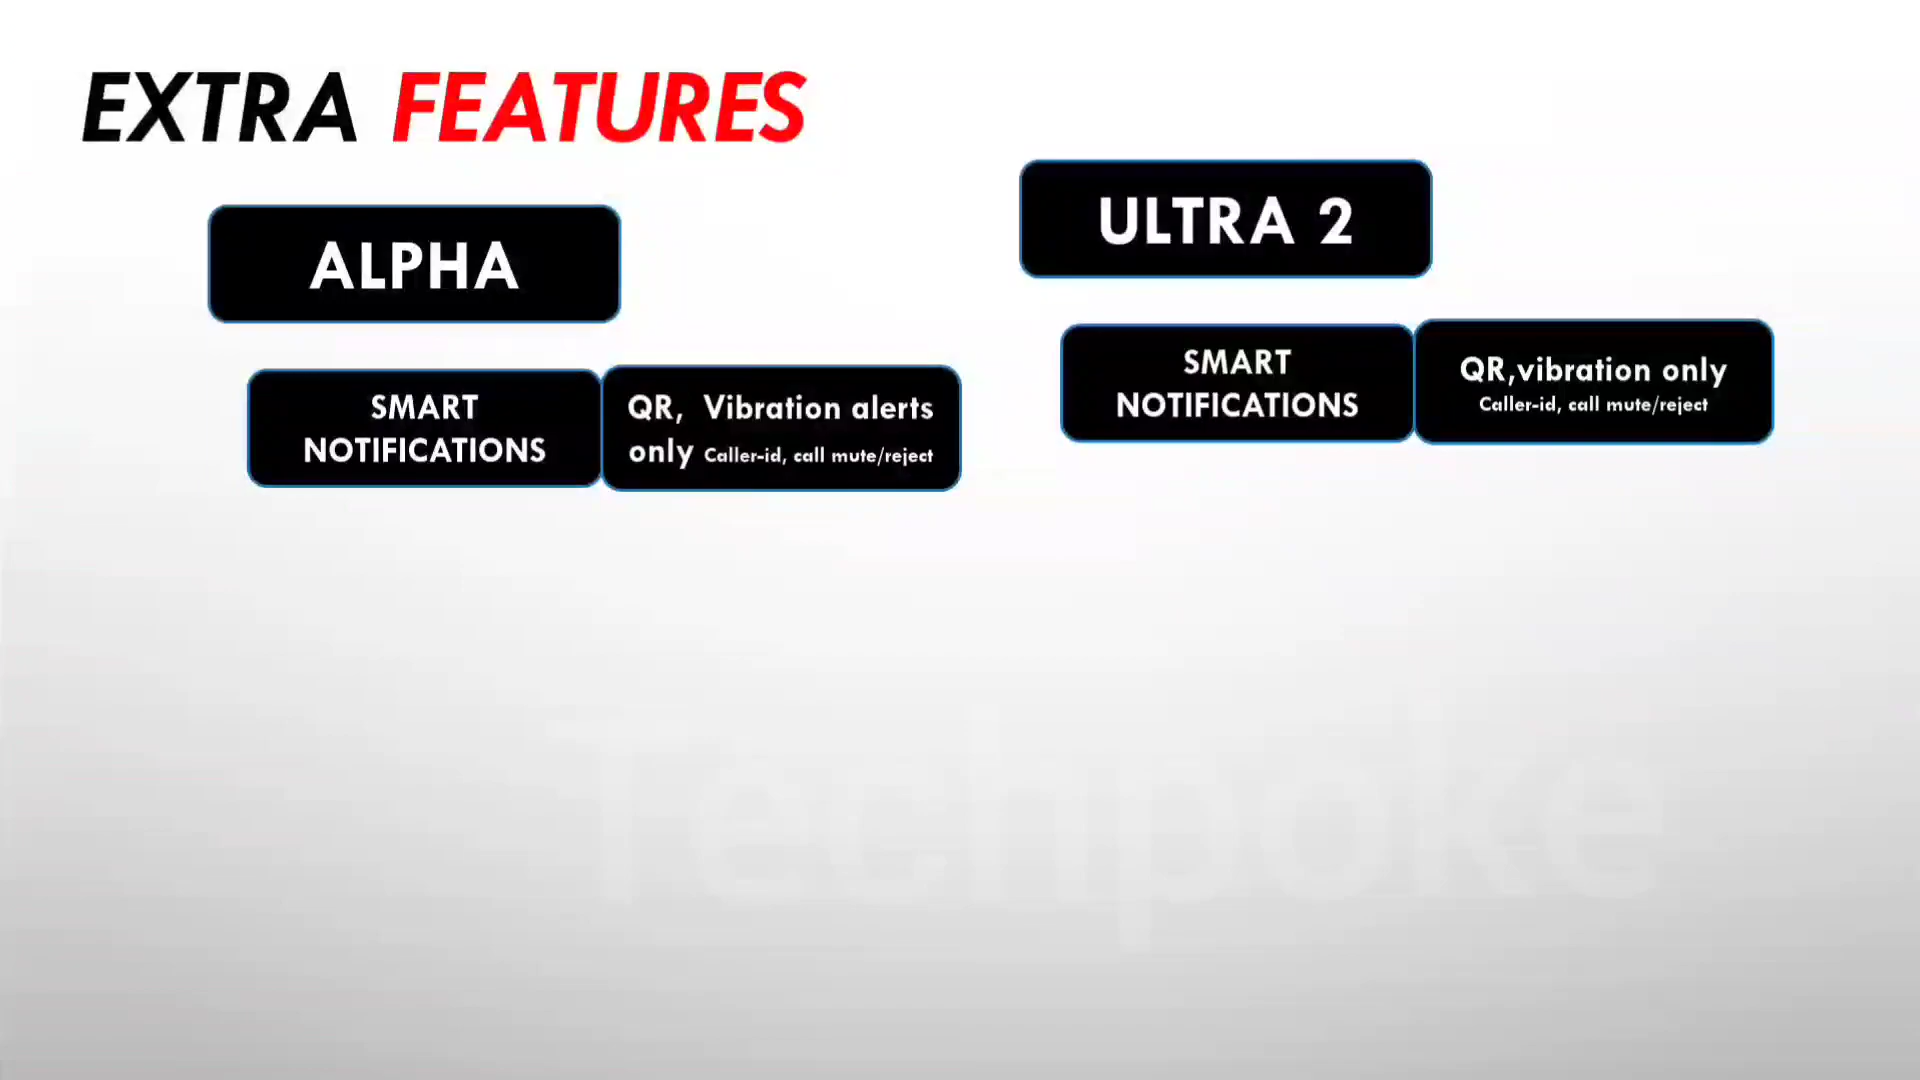 EXTRA FEATURES
ALPHA
SMART
NOTIFICATIONS
QR,  Vibration alerts
only Caller-id, call mute/reject
ULTRA 2
SMART
NOTIFICATIONS
QR,vibration only
Caller-id, call mute/reject
Techpoke